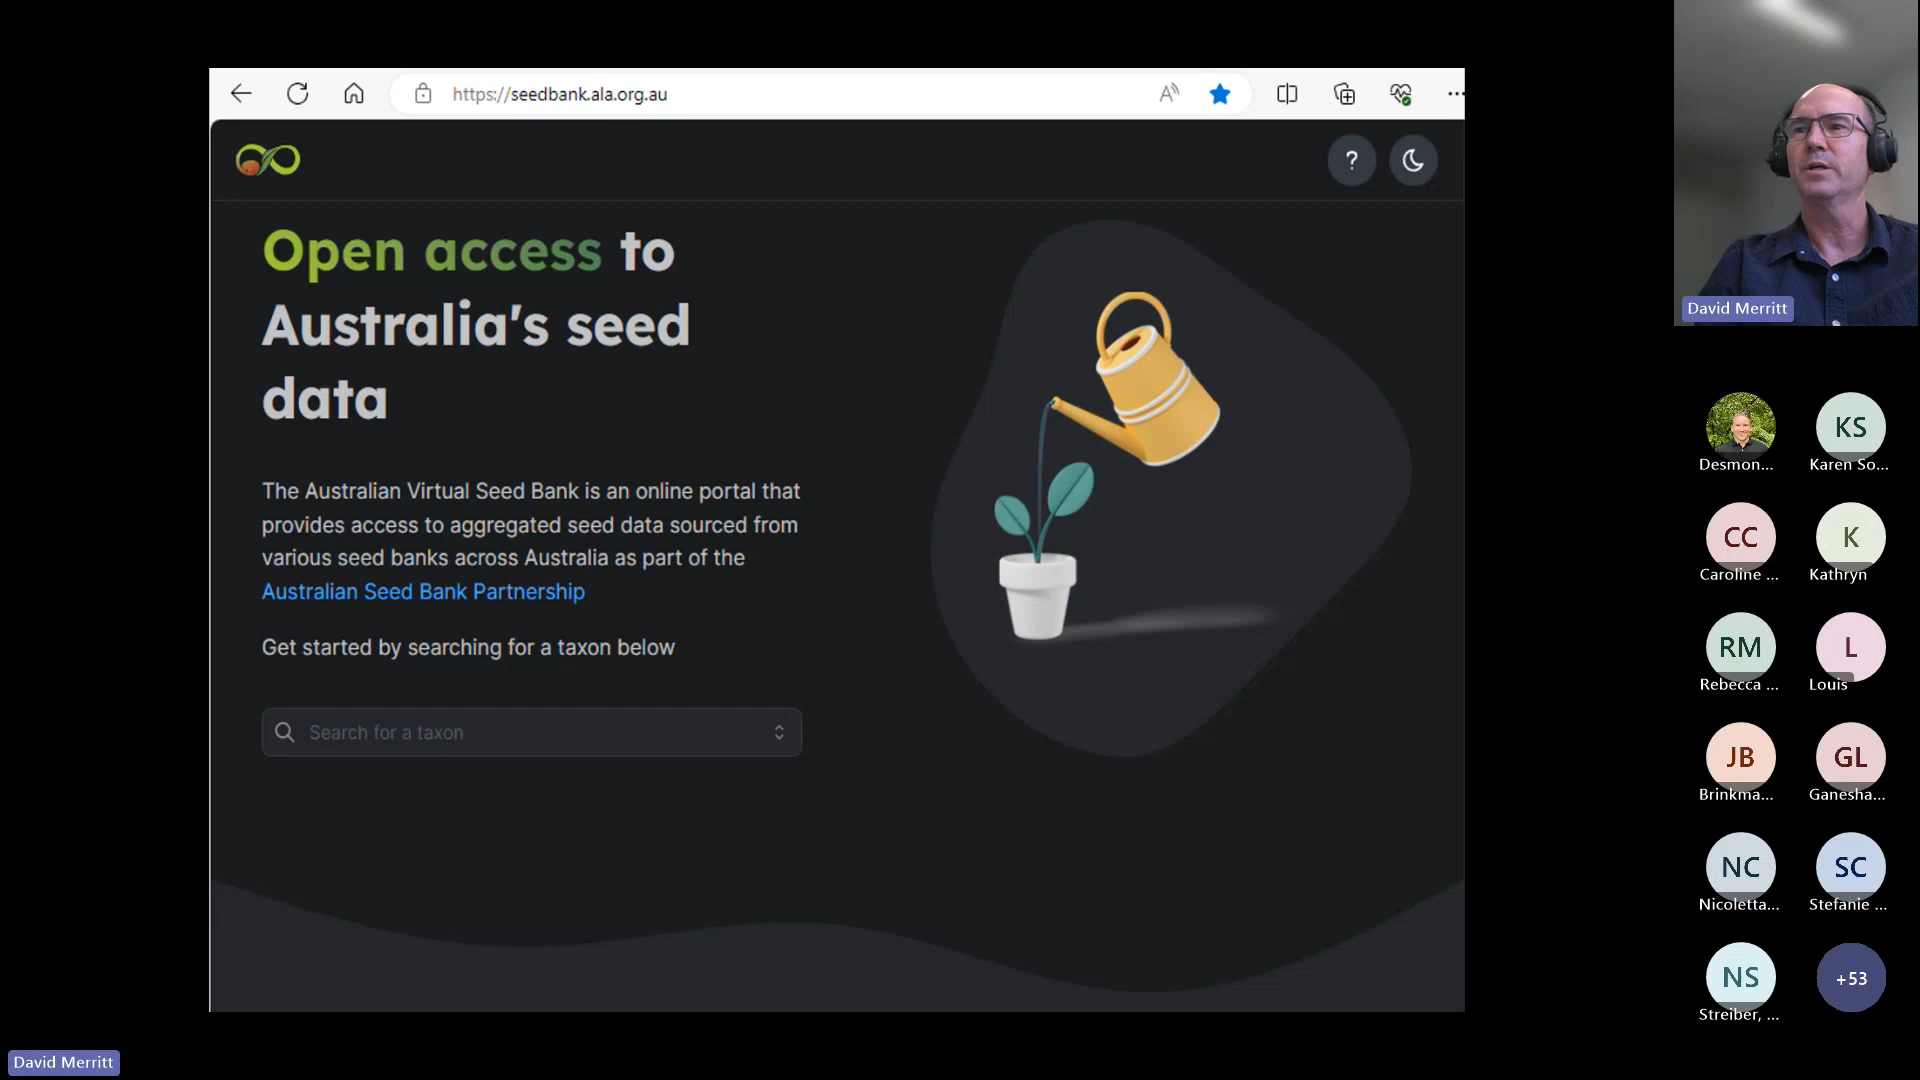 https://seedbank.ala.org.au
?
Open access to
Australia's seed
data
The Australian Virtual Seed Bank is an online portal that
provides access to aggregated seed data sourced from
various seed banks across Australia as part of the
Australian Seed Bank Partnership
Get started by searching for a taxon below
Search for a taxon
David Merritt
Desmon...
KS
Karen So...
CC
Caroline ...
K
Kathryn
RM
Rebecca ...
L
Louis
JB
Brinkma...
GL
Ganesha...
NC
Nicoletta...
SC
Stefanie ...
NS
Streiber, ...
+53
David Merritt